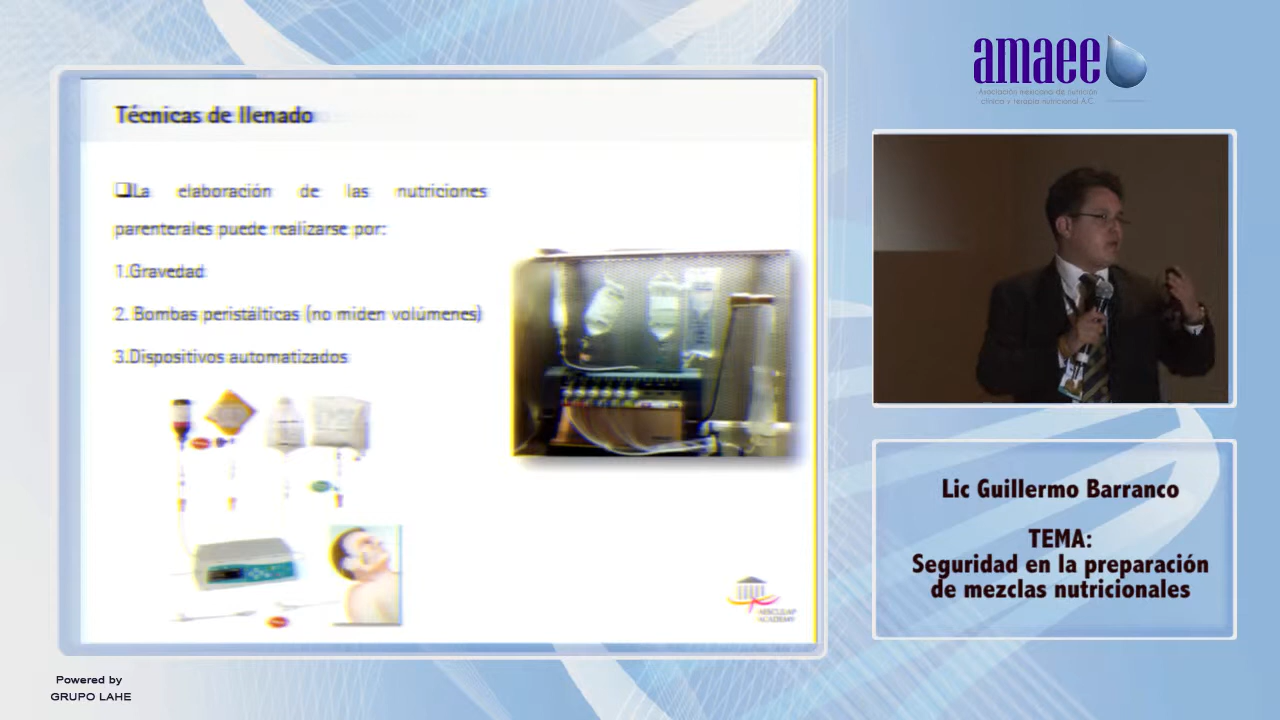 amaee
Asociación mexicana de nutrición
clínica y terapia nutricional A.C.
Técnicas de llenado
❑La elaboración de las nutriciones
parenterales puede realizarse por:
1.Gravedad
2. Bombas peristálticas (no miden volúmenes)
3.Dispositivos automatizados
AESCULAP
ACADEMY
Lic Guillermo Barranco
TEMA:
Seguridad en la preparación
de mezclas nutricionales
Powered by
GRUPO LAHE